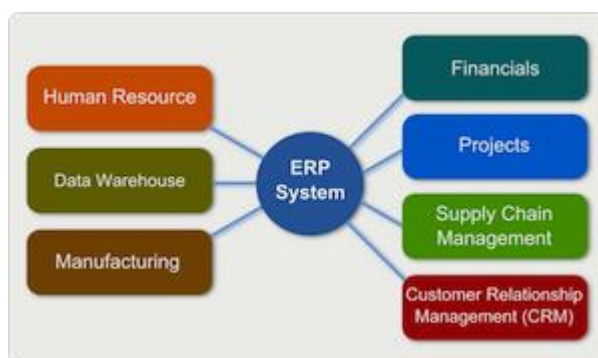 Human Resource
Data Warehouse
Manufacturing
ERP
System
Financials
Projects
Supply Chain
Management
Customer Relationship
Management (CRM)